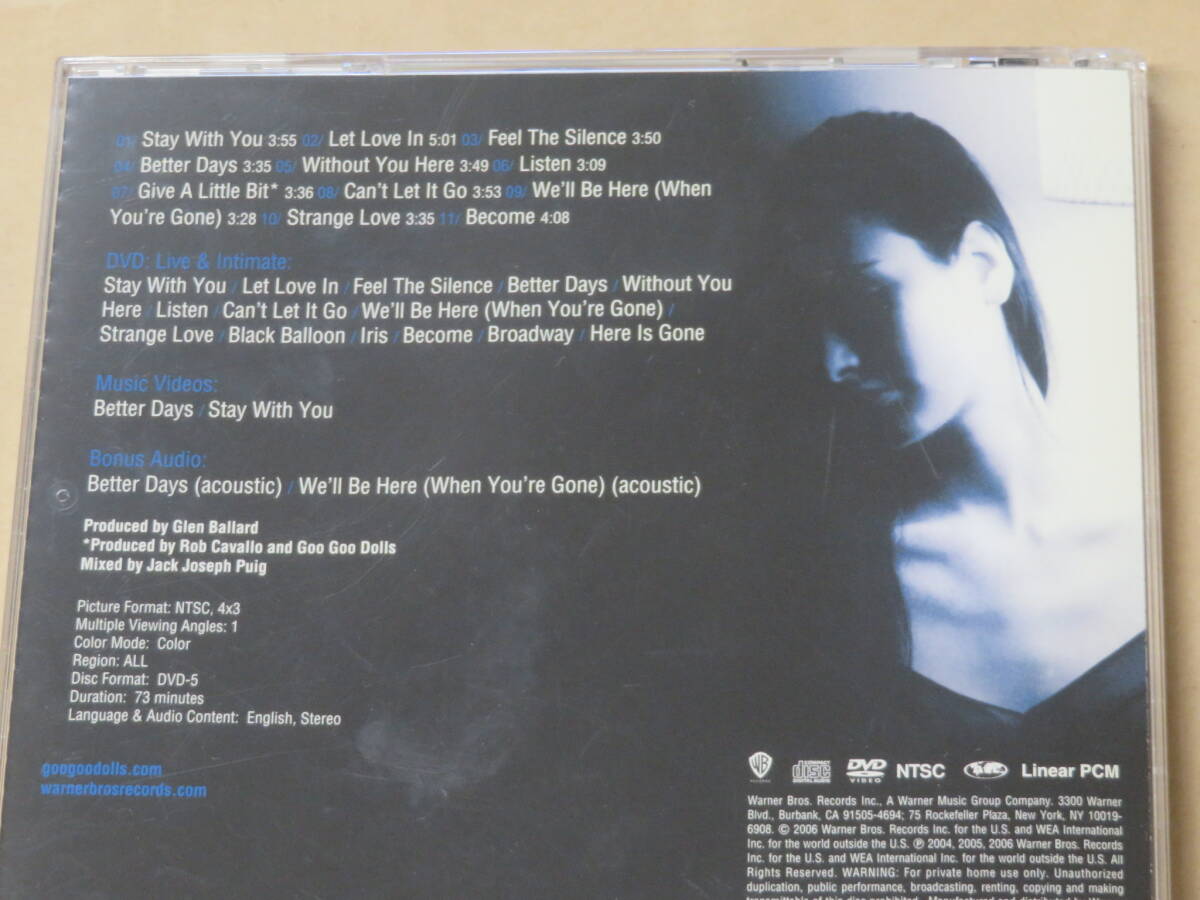 01/ Stay With You 3:55 02/ Let Love In 5:01 03/ Feel The Silence 3:50
04/ Better Days 3:35 05/ Without You Here 3:49 06/ Listen 3:09
07/ Give A Little Bit* 3:36 08/ Can't Let It Go 3:53 09/ We'll Be Here (When
You're Gone) 3:28 10/ Strange Love 3:35 11/ Become 4:08
DVD: Live & Intimate:
Stay With You / Let Love In / Feel The Silence / Better Days / Without You
Here / Listen / Can't Let It Go / We'll Be Here (When You're Gone) /
Strange Love / Black Balloon / Iris / Become / Broadway / Here Is Gone
Music Videos:
Better Days / Stay With You
Bonus Audio:
Better Days (acoustic) / We'll Be Here (When You're Gone) (acoustic)
Produced by Glen Ballard
*Produced by Rob Cavallo and Goo Goo Dolls
Mixed by Jack Joseph Puig
Picture Format: NTSC, 4x3
Multiple Viewing Angles: 1
Color Mode: Color
Region: ALL
Disc Format: DVD-5
Duration: 73 minutes
Language & Audio Content: English, Stereo
googoodolls.com
warnerbrosrecords.com
WB COMPACT disc DIGITAL AUDIO DVD VIDEO NTSC Linear PCM
Warner Bros. Records Inc., A Warner Music Group Company. 3300 Warner
Blvd., Burbank, CA 91505-4694; 75 Rockefeller Plaza, New York, NY 10019-
6908. © 2006 Warner Bros. Records Inc. for the U.S. and WEA International
Inc. for the world outside the U.S. ℗ 2004, 2005, 2006 Warner Bros. Records
Inc. for the U.S. and WEA International Inc. for the world outside the U.S. All
Rights Reserved. WARNING: For private home use only. Unauthorized
duplication, public performance, broadcasting, renting, copying and making